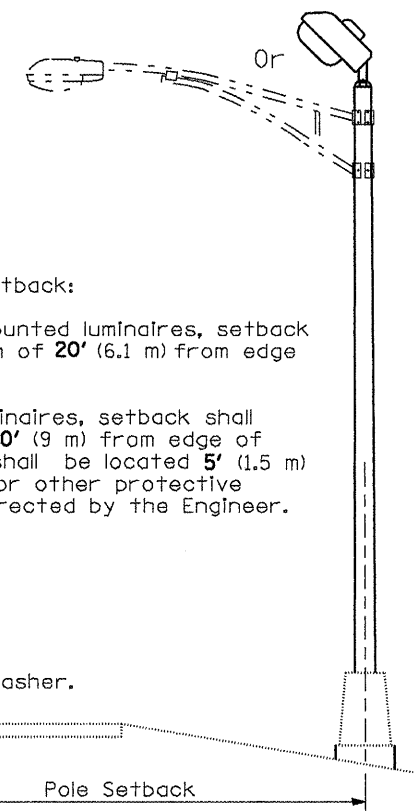 Or
tback:
unted luminaires, setback
of 20' (6.1 m) from edge
inaires, setback shall
0' (9 m) from edge of
shall be located 5' (1.5 m)
or other protective
rected by the Engineer.
asher.
Pole Setback